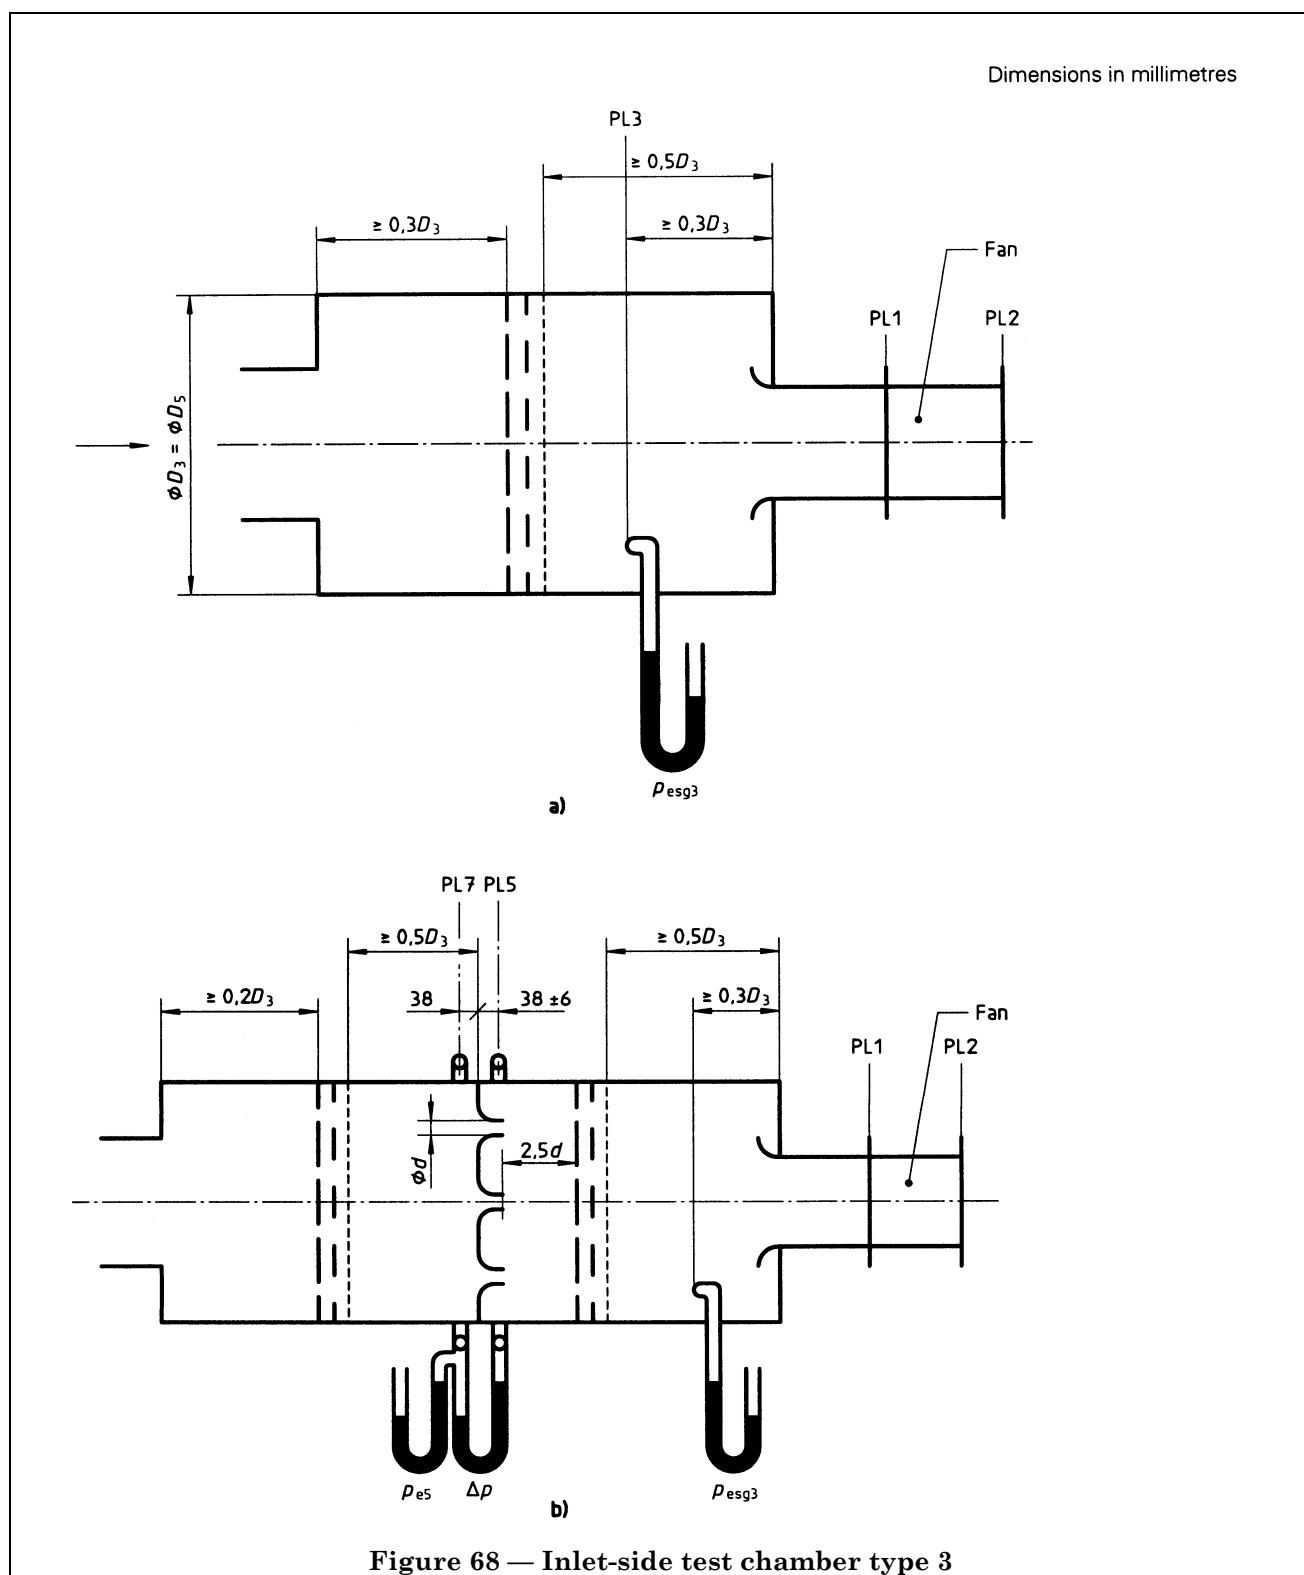 Dimensions in millimetres
PL3
≥ 0,5D₃
≥ 0,3D₃
≥ 0,3D₃
Fan
PL1
PL2
ϕD₃ = ϕD₅
pesg3
a)
PL7 PL5
≥ 0,5D₃
≥ 0,5D₃
≥ 0,2D₃
38
38 ±6
≥ 0,3D₃
Fan
PL1
PL2
ϕd
2,5d
pe5
Δp
pesg3
b)
Figure 68 — Inlet-side test chamber type 3